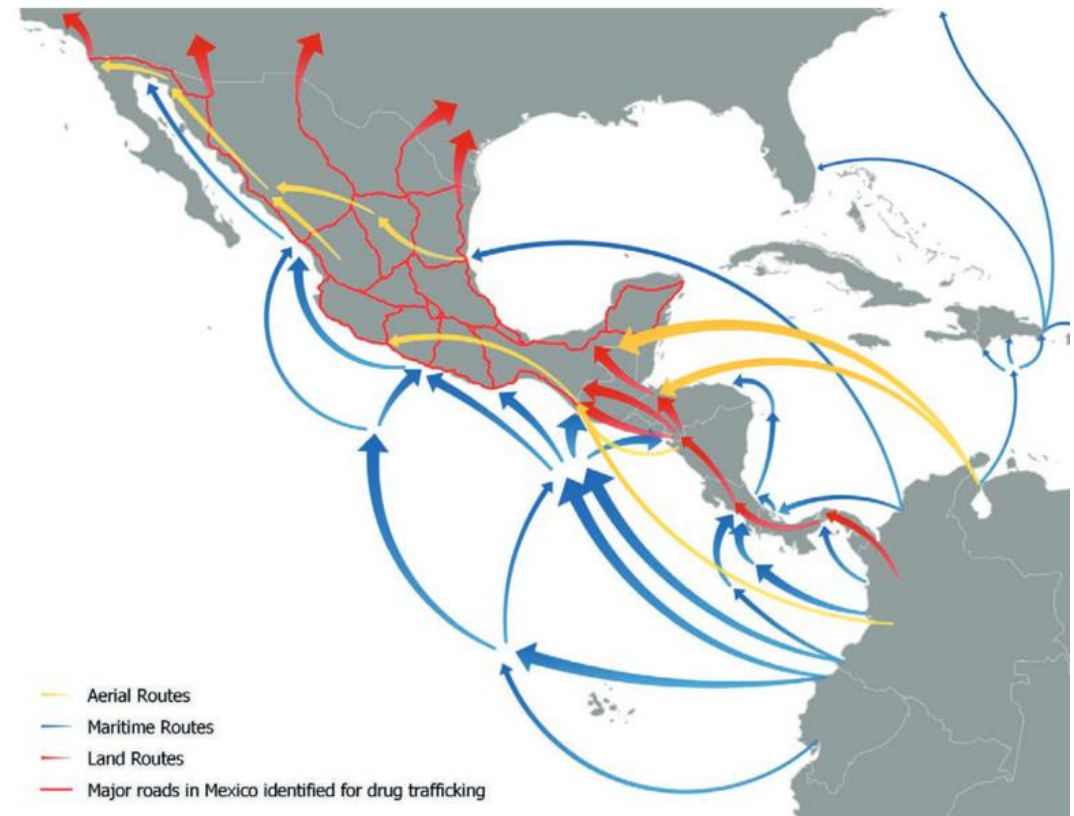 Aerial Routes
Maritime Routes
Land Routes
Major roads in Mexico identified for drug trafficking